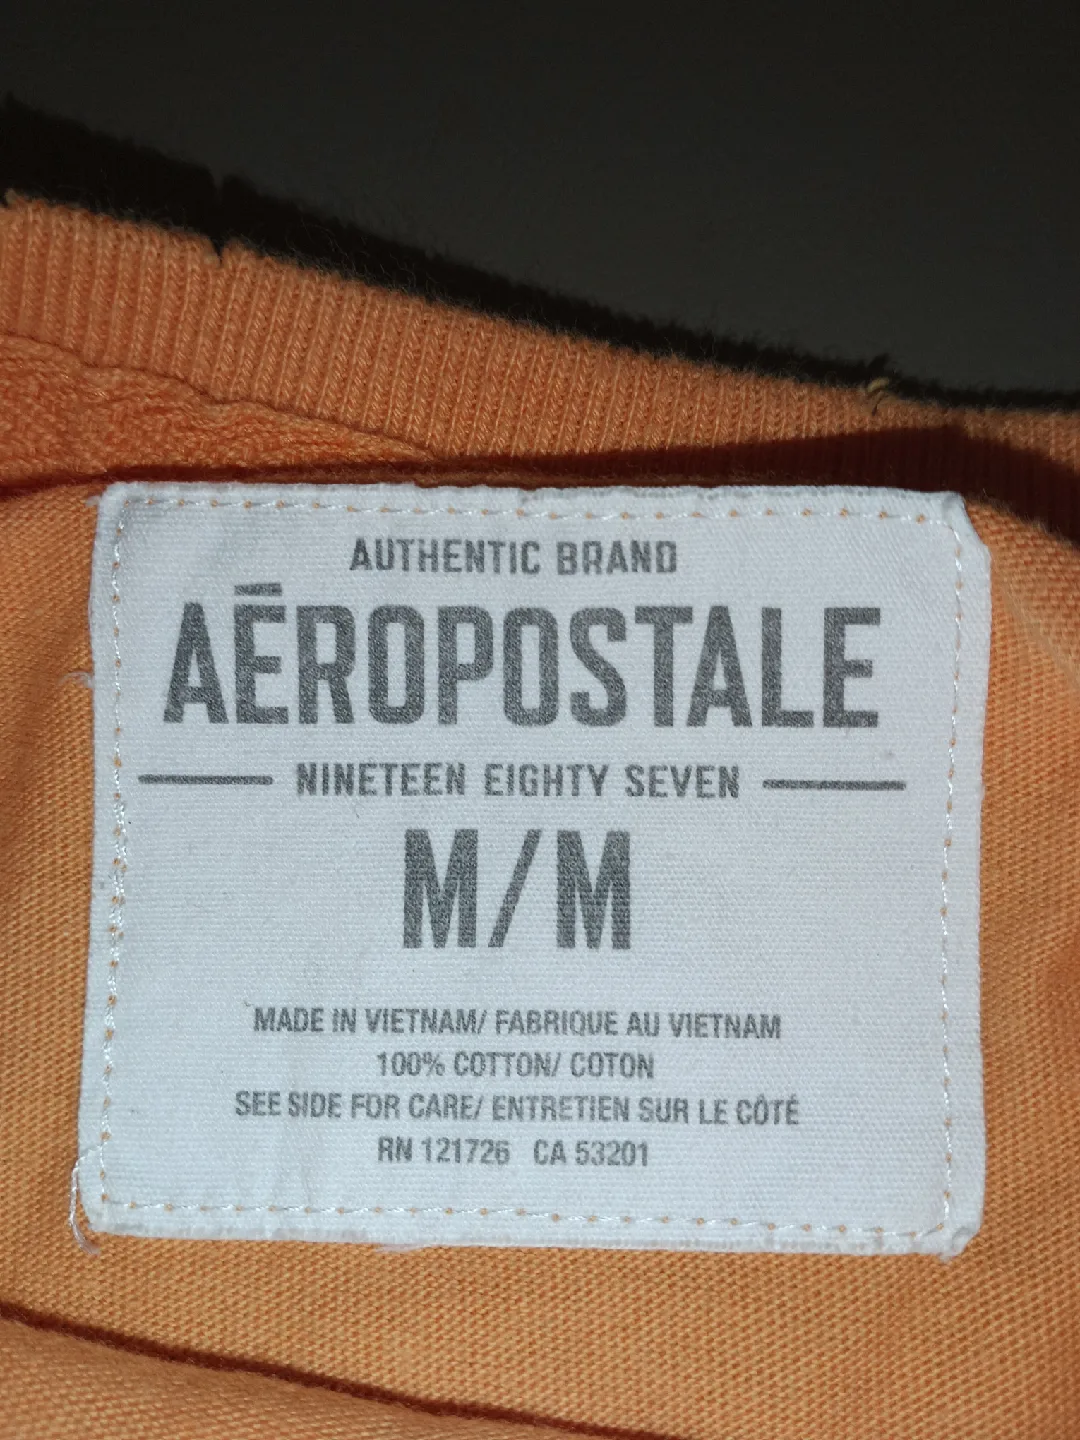 AUTHENTIC BRAND
AĒROPOSTALE
NINETEEN EIGHTY SEVEN
M/M
MADE IN VIETNAM/ FABRIQUE AU VIETNAM
100% COTTON/ COTON
SEE SIDE FOR CARE/ ENTRETIEN SUR LE CÔTÉ
RN 121726 CA 53201